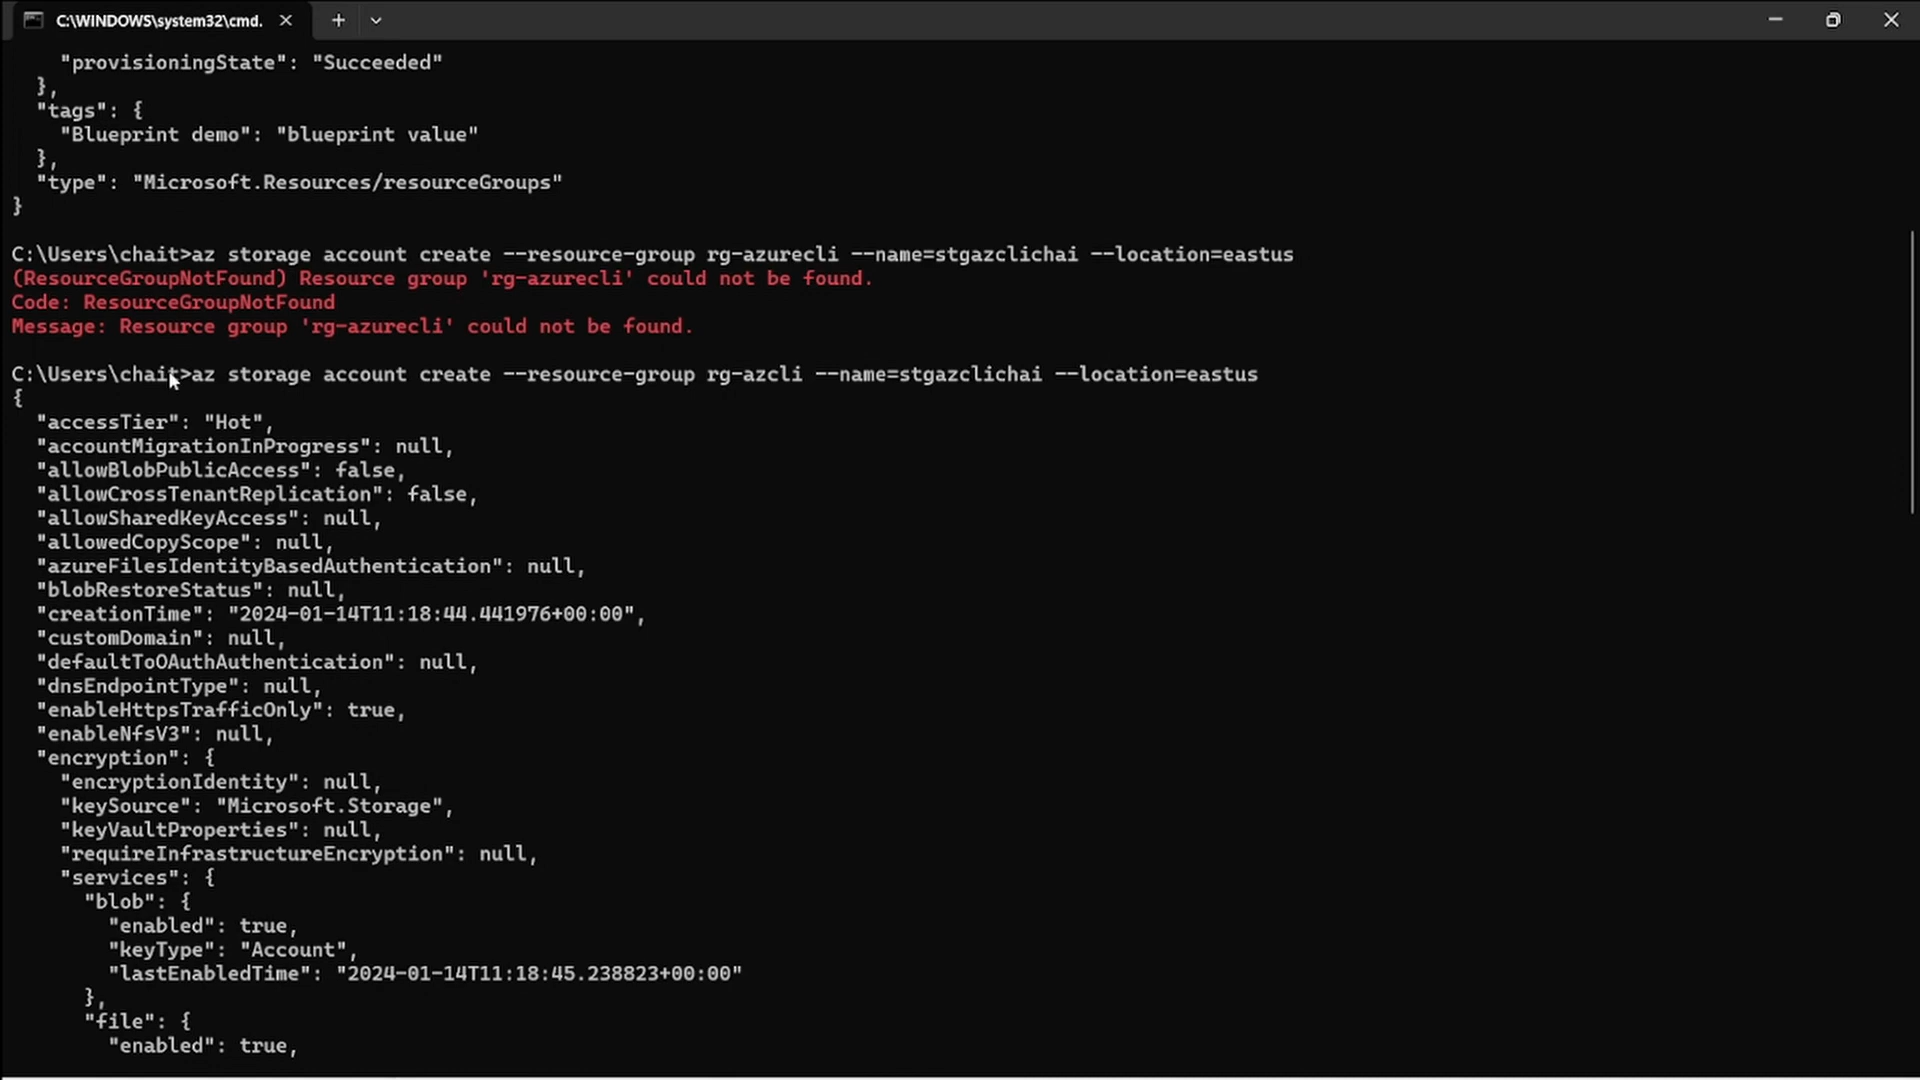 C:\WINDOWS\system32\cmd.
"provisioningState": "Succeeded"
},
"tags": {
"Blueprint demo": "blueprint value"
},
"type": "Microsoft.Resources/resourceGroups"
}
C:\Users\chait>az storage account create --resource-group rg-azurecli --name=stgazclichai --location=eastus
(ResourceGroupNotFound) Resource group 'rg-azurecli' could not be found.
Code: ResourceGroupNotFound
Message: Resource group 'rg-azurecli' could not be found.
C:\Users\chait>az storage account create --resource-group rg-azcli --name=stgazclichai --location=eastus
{
"accessTier": "Hot",
"accountMigrationInProgress": null,
"allowBlobPublicAccess": false,
"allowCrossTenantReplication": false,
"allowSharedKeyAccess": null,
"allowedCopyScope": null,
"azureFilesIdentityBasedAuthentication": null,
"blobRestoreStatus": null,
"creationTime": "2024-01-14T11:18:44.441976+00:00",
"customDomain": null,
"defaultToOAuthAuthentication": null,
"dnsEndpointType": null,
"enableHttpsTrafficOnly": true,
"enableNfsV3": null,
"encryption": {
"encryptionIdentity": null,
"keySource": "Microsoft.Storage",
"keyVaultProperties": null,
"requireInfrastructureEncryption": null,
"services": {
"blob": {
"enabled": true,
"keyType": "Account",
"lastEnabledTime": "2024-01-14T11:18:45.238823+00:00"
},
"file": {
"enabled": true,